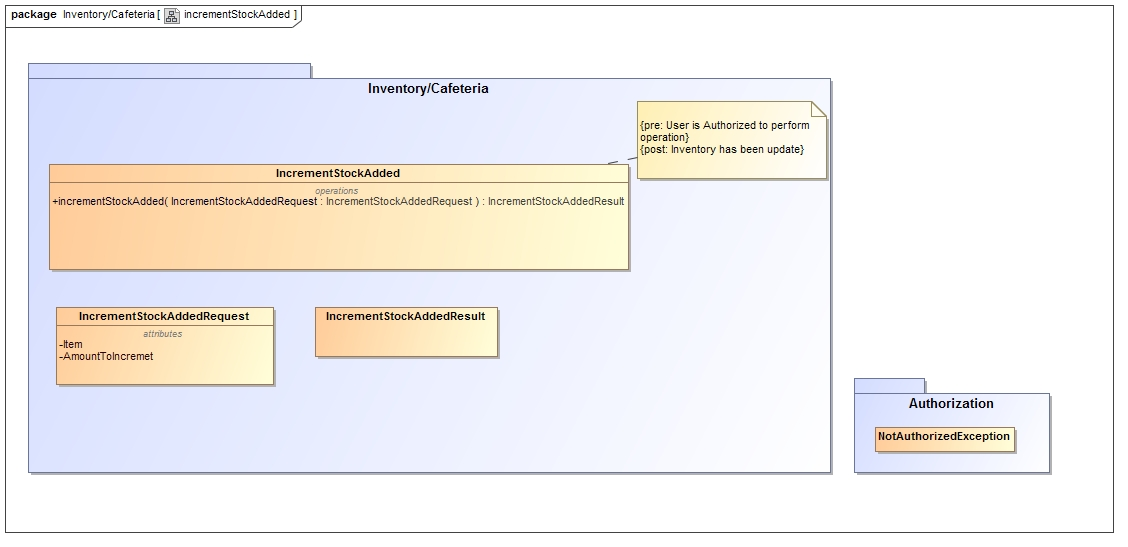 package Inventory/Cafeteria [ incrementStockAdded ]
Inventory/Cafeteria
{pre: User is Authorized to perform
operation}
{post: Inventory has been update}
IncrementStockAdded
operations
+incrementStockAdded( IncrementStockAddedRequest : IncrementStockAddedRequest ) : IncrementStockAddedResult
IncrementStockAddedRequest
attributes
-Item
-AmountToIncremet
IncrementStockAddedResult
Authorization
NotAuthorizedException